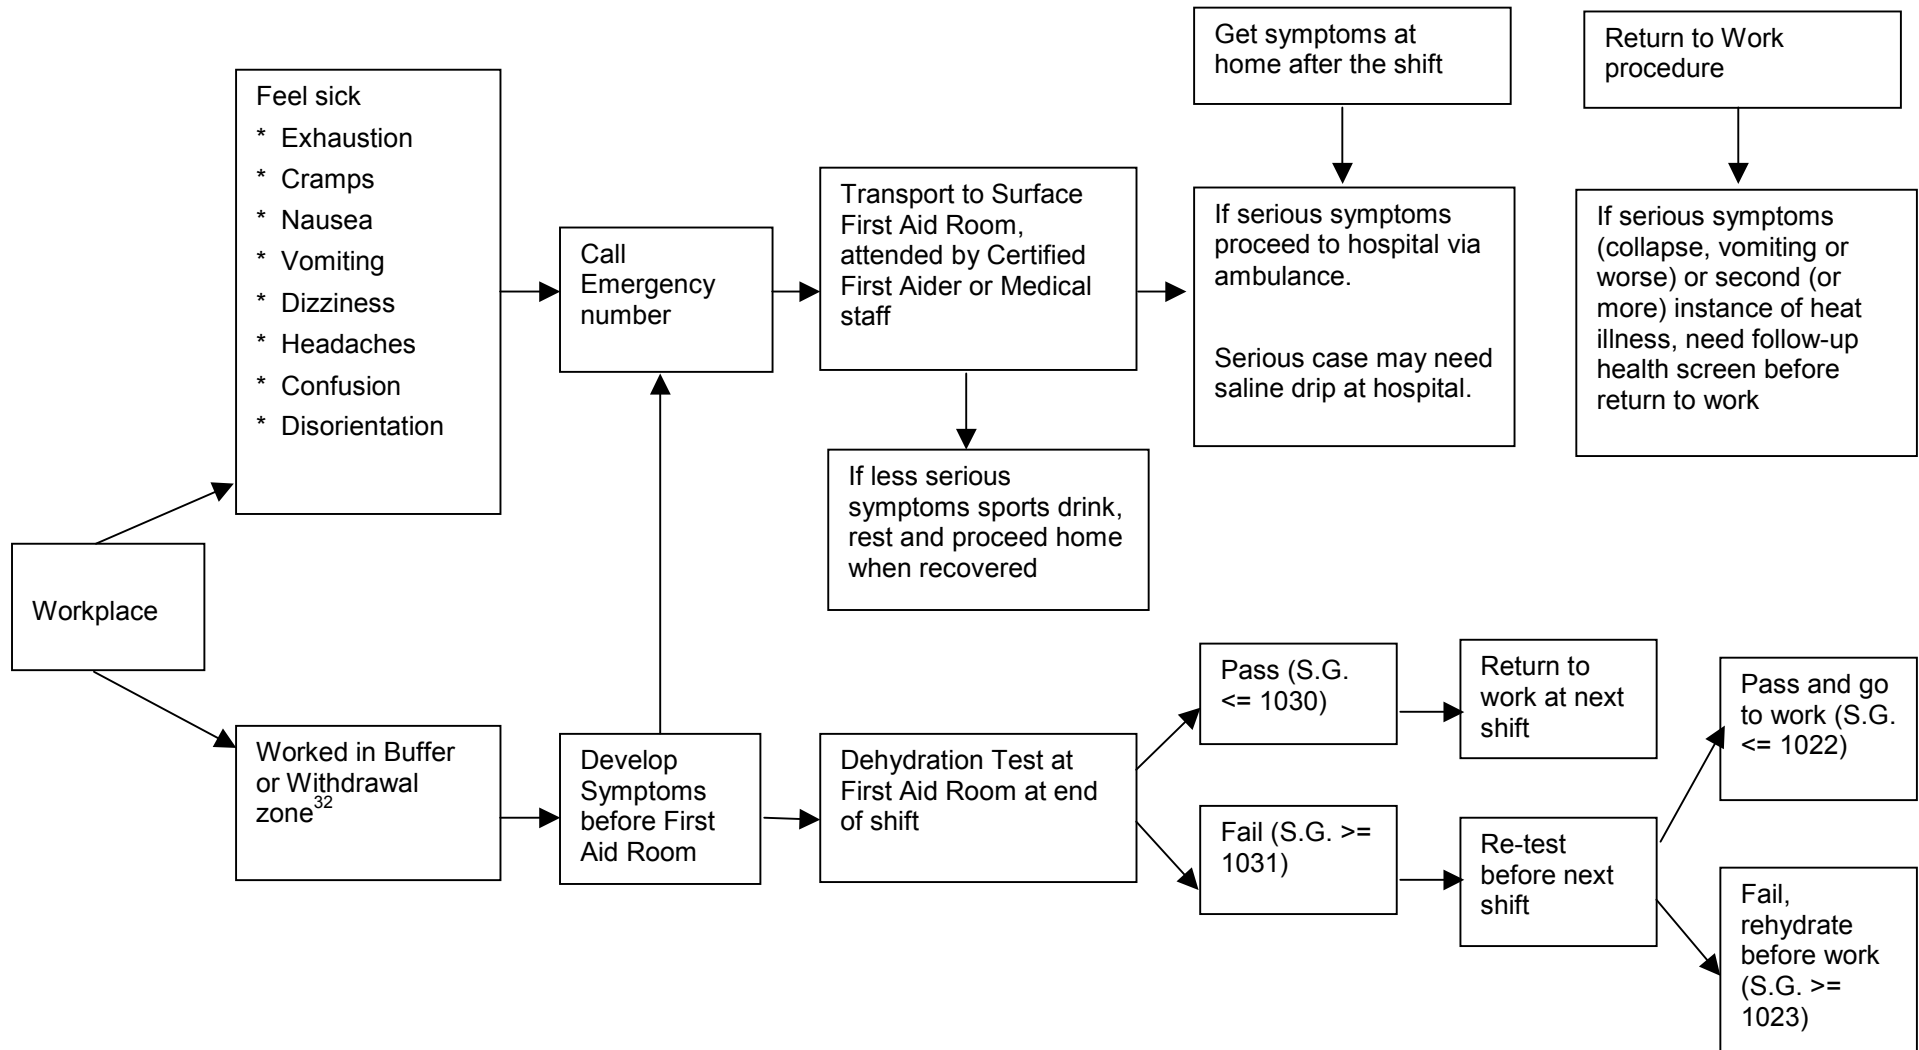 Get symptoms at
home after the shift
Return to Work
procedure
Feel sick
* Exhaustion
* Cramps
* Nausea
* Vomiting
* Dizziness
* Headaches
* Confusion
* Disorientation
Call
Emergency
number
Transport to Surface
First Aid Room,
attended by Certified
First Aider or Medical
staff
If serious symptoms
proceed to hospital via
ambulance.
Serious case may need
saline drip at hospital.
If serious symptoms
(collapse, vomiting or
worse) or second (or
more) instance of heat
illness, need follow-up
health screen before
return to work
If less serious
symptoms sports drink,
rest and proceed home
when recovered
Workplace
Worked in Buffer
or Withdrawal
zone32
Develop
Symptoms
before First
Aid Room
Dehydration Test at
First Aid Room at end
of shift
Pass (S.G.
<= 1030)
Return to
work at next
shift
Pass and go
to work (S.G.
<= 1022)
Fail (S.G. >=
1031)
Re-test
before next
shift
Fail,
rehydrate
before work
(S.G. >=
1023)